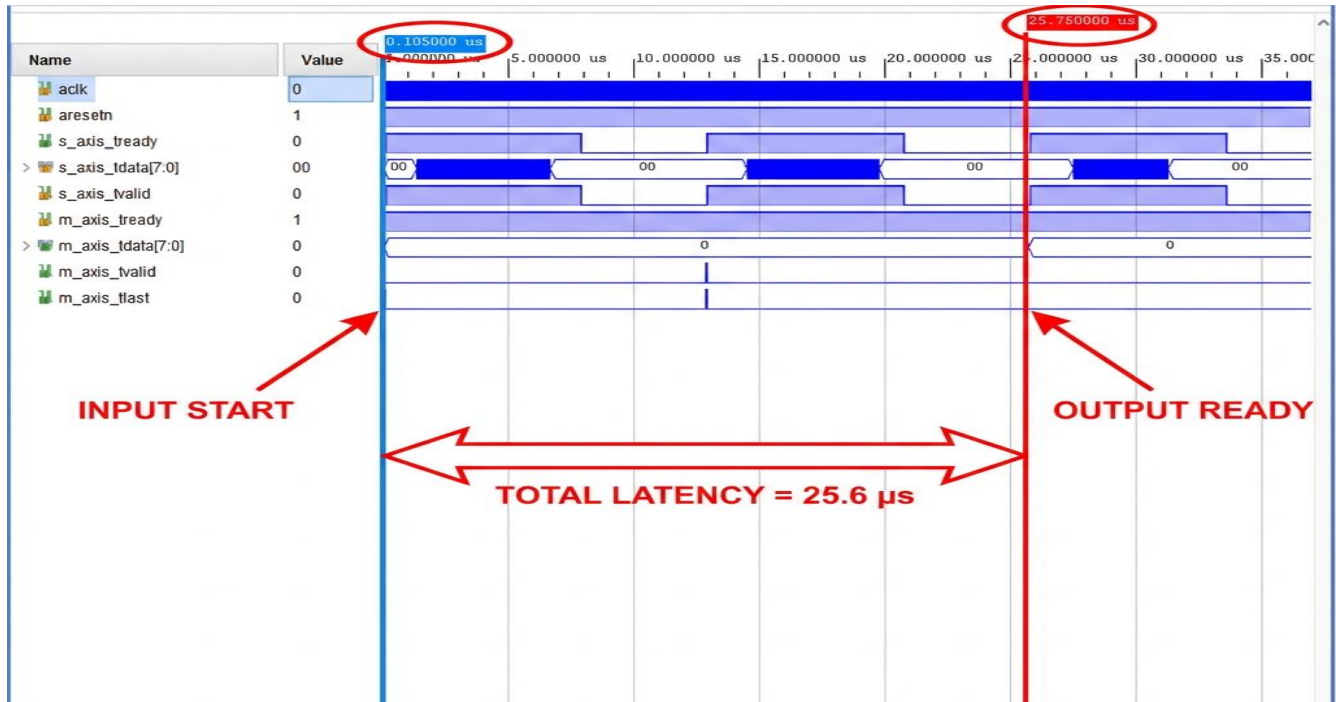 25.750000 us
0.105000 us
Name Value
5.000000 us 10.000000 us 15.000000 us 20.000000 us 30.000000 us
aclk 0
aresetn 1
s_axis_tready 0
> s_axis_tdata[7:0] 00 00 00 00 00
s_axis_tvalid 0
m_axis_tready 1
> m_axis_tdata[7:0] 0 0 0
m_axis_tvalid 0
m_axis_tlast 0
INPUT START
OUTPUT READY
TOTAL LATENCY = 25.6 μs